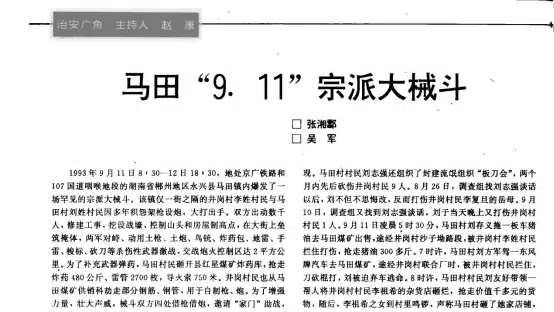 治安广角 主持人 赵 康
马田“9.11”宗派大械斗
□张湘鄱
□吴 军
1993年9月11日8:30—12日18:30,地处京广铁路和
107国道咽喉地段的湖南省郴州地区永兴县马田镇内爆发了一
场罕见的宗派大械斗。该镇仅一街之隔的井岗村李姓村民与马
田村刘姓村民因多年积怨架枪设炮,大打出手。双方出动数千
人,修建工事,挖设战壕,控制山头和房屋制高点,在大街上垒
筑掩体,两军对峙、动用土枪、土炮、鸟铳、炸药包、地雷、手
雷、梭标、砍刀等杀伤性武器激战,交战炮火控制区达2平方公
里。为了补充武器弹药,马田村民砸开县红星煤矿炸药库,抢走
炸药480公斤、雷管2700枚,导火索750米。井岗村民也从马
田煤矿供销科劫走部分钢筋、钢管,用于自制枪、炮。为了增强
力量,壮大声威,械斗双方四处借枪借炮,邀请“家门”助战,
现。马田村村民刘志强还组织了封建流氓组织“板刀会”,两个
月内先后砍伤井岗村民9人。8月26日,调查组找刘志强谈话
以后,刘不但不思悔改,反而打伤井岗村民李复旦的岳母。9月
10日,调查组又找到刘志强谈话,刘于当天晚上又打伤井岗村
村民1人。9月11日凌晨5时30分,马田村刘存义拖一板车猪
油去马田煤矿出售,途经井岗村抄子坳路段,被井岗村李姓村民
拦住打伤,抢走猪油300多斤。7时许,马田村刘方军驾一东风
牌汽车去马田煤矿,途经井岗村联合厂时,被井岗村村民拦住,
刀砍棍打,刘被迫弃车逃命。8时许,马田村村民刘友好等带领一
帮人将井岗村村民李祖希的杂货店砸烂,抢走价值千多元的货
物,随后,李祖希之女到村里鸣锣,声称马田村砸了她家店铺,